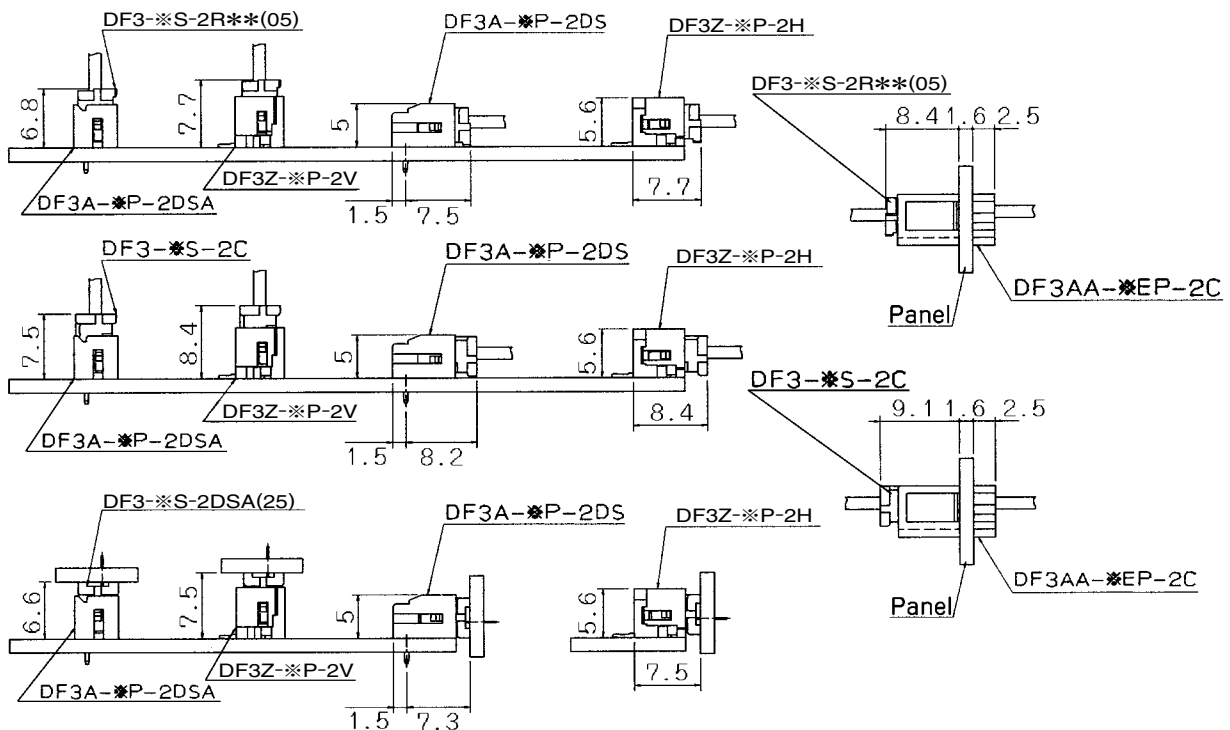 DF3-※S-2R**(05)
DF3A-※P-2DS
DF3Z-※P-2H
6.8
7.7
5
5.6
DF3A-※P-2DSA
DF3Z-※P-2V
1.5 7.5
7.7
DF3-※S-2R**(05)
8.4 1.6 2.5
Panel
DF3AA-※EP-2C
DF3-※S-2C
DF3A-※P-2DS
DF3Z-※P-2H
7.5
8.4
5
5.6
DF3A-※P-2DSA
DF3Z-※P-2V
1.5 8.2
8.4
DF3-※S-2C
9.1 1.6 2.5
Panel
DF3AA-※EP-2C
DF3-※S-2DSA(25)
DF3A-※P-2DS
DF3Z-※P-2H
6.6
7.5
5
5.6
DF3A-※P-2DSA
DF3Z-※P-2V
1.5 7.3
7.5